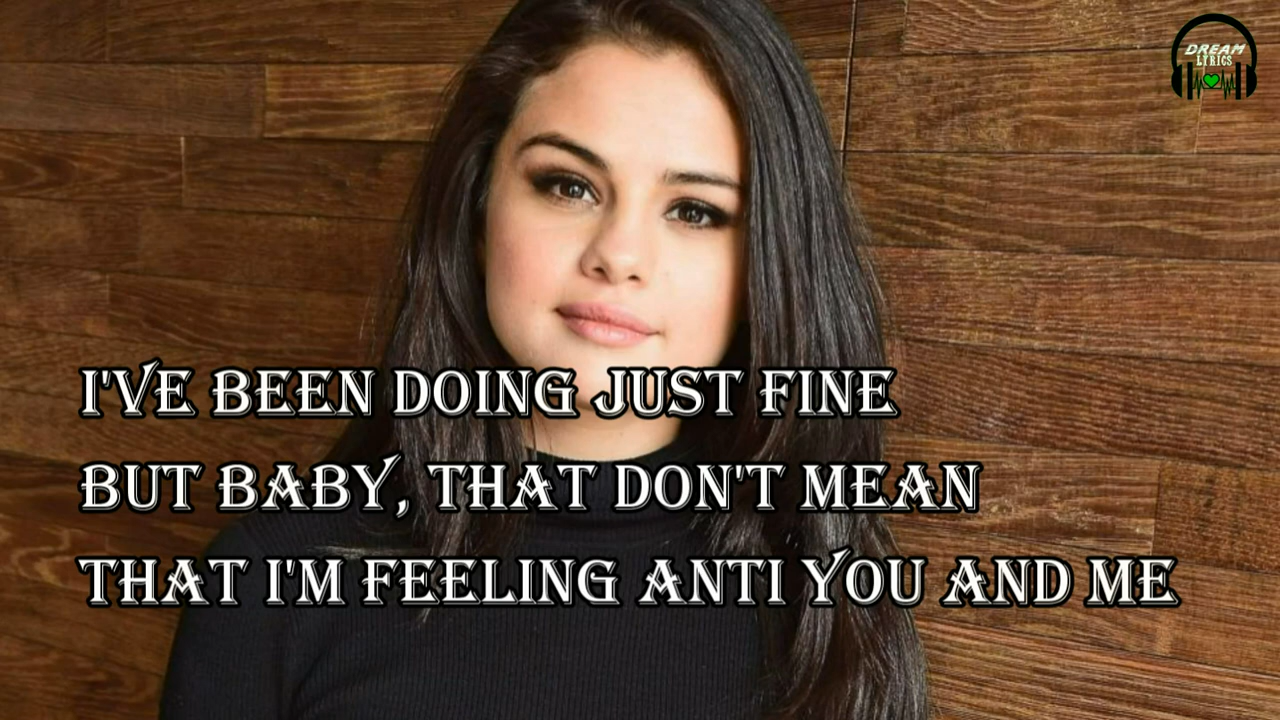 DREAM
LYRICS
I'VE BEEN DOING JUST FINE
BUT BABY, THAT DON'T MEAN
THAT I'M FEELING ANTI YOU AND ME